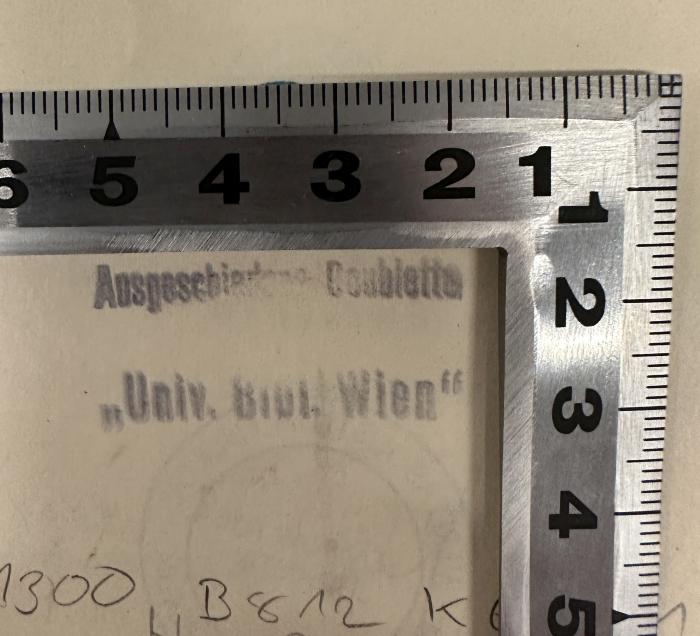 6 5 4 3 2 1
1
2
3
4
5
Ausgeschiedene Doublette
„Univ. Bibl. Wien“
1300 B 812 K